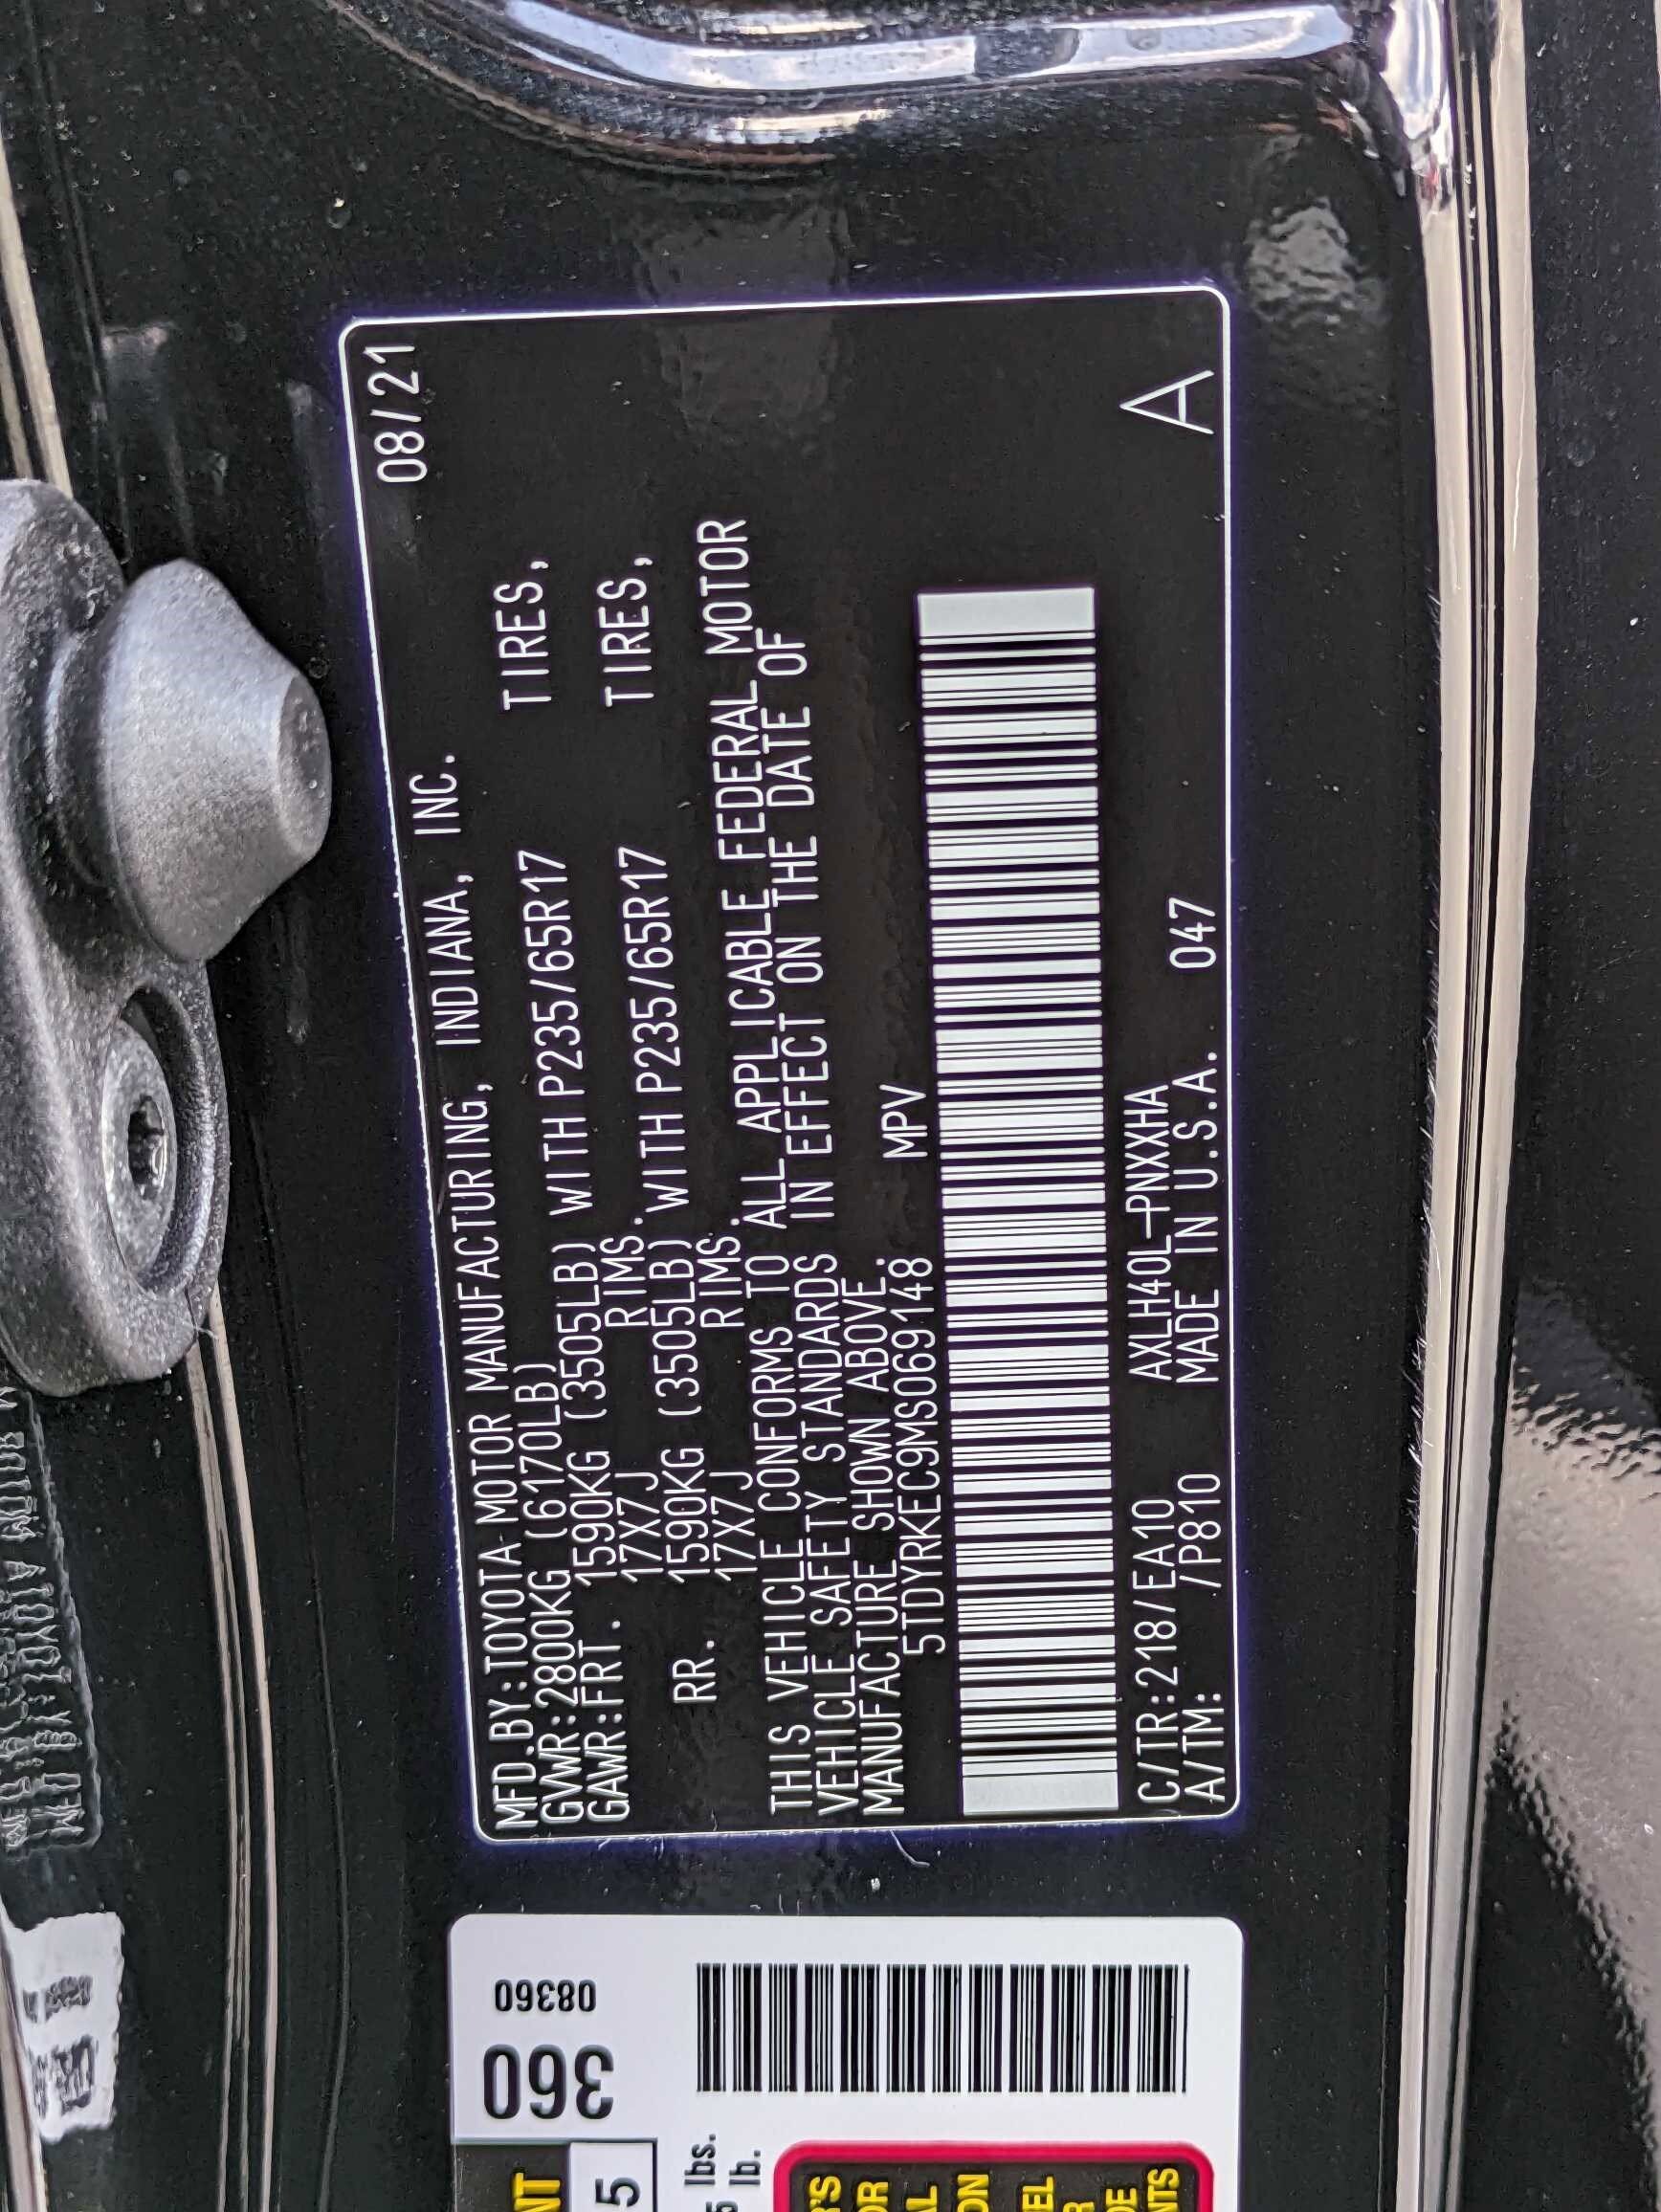 08/21
MFD.BY:TOYOTA MOTOR MANUFACTURING, INDIANA, INC.
GVWR:2800KG (6170LB)
GAWR:FRT. 1590KG (3505LB) WITH P235/65R17 TIRES,
17X7J RIMS.
RR. 1590KG (3505LB) WITH P235/65R17 TIRES,
17X7J RIMS.
THIS VEHICLE CONFORMS TO ALL APPLICABLE FEDERAL MOTOR
VEHICLE SAFETY STANDARDS IN EFFECT ON THE DATE OF
MANUFACTURE SHOWN ABOVE.
5TDYRKEC9MS069148 MPV
C/TR:218/EA10 AXLH40L-PNXXHA
A/TM: /P810 MADE IN U.S.A. 047
A
08360
360
5
lbs.
lb.